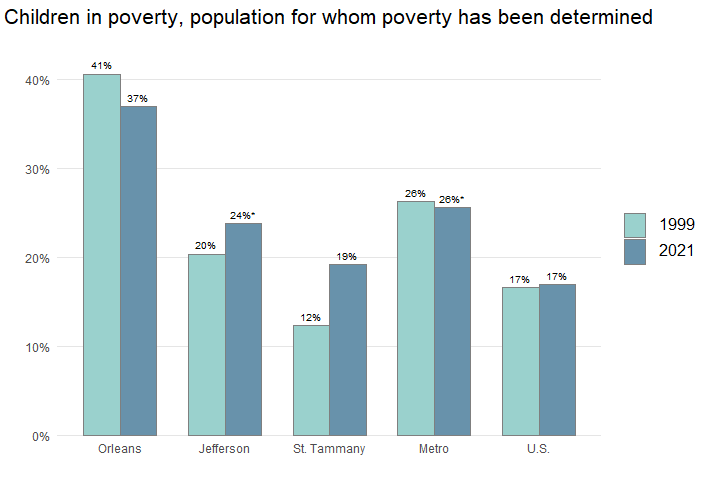 Children in poverty, population for whom poverty has been determined
41%
37%
20%
24%*
12%
19%
26%
26%*
17%
17%
40%
30%
20%
10%
0%
Orleans
Jefferson
St. Tammany
Metro
U.S.
1999
2021